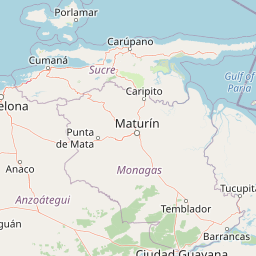 Porlamar
Carúpano
Cumaná
Sucre
Gulf of
Paria
Caripito
elona
Maturín
Punta
de Mata
Anaco
Monagas
Tucupita
Anzoátegui
Temblador
Barrancas
guán
Ciudad Guayana